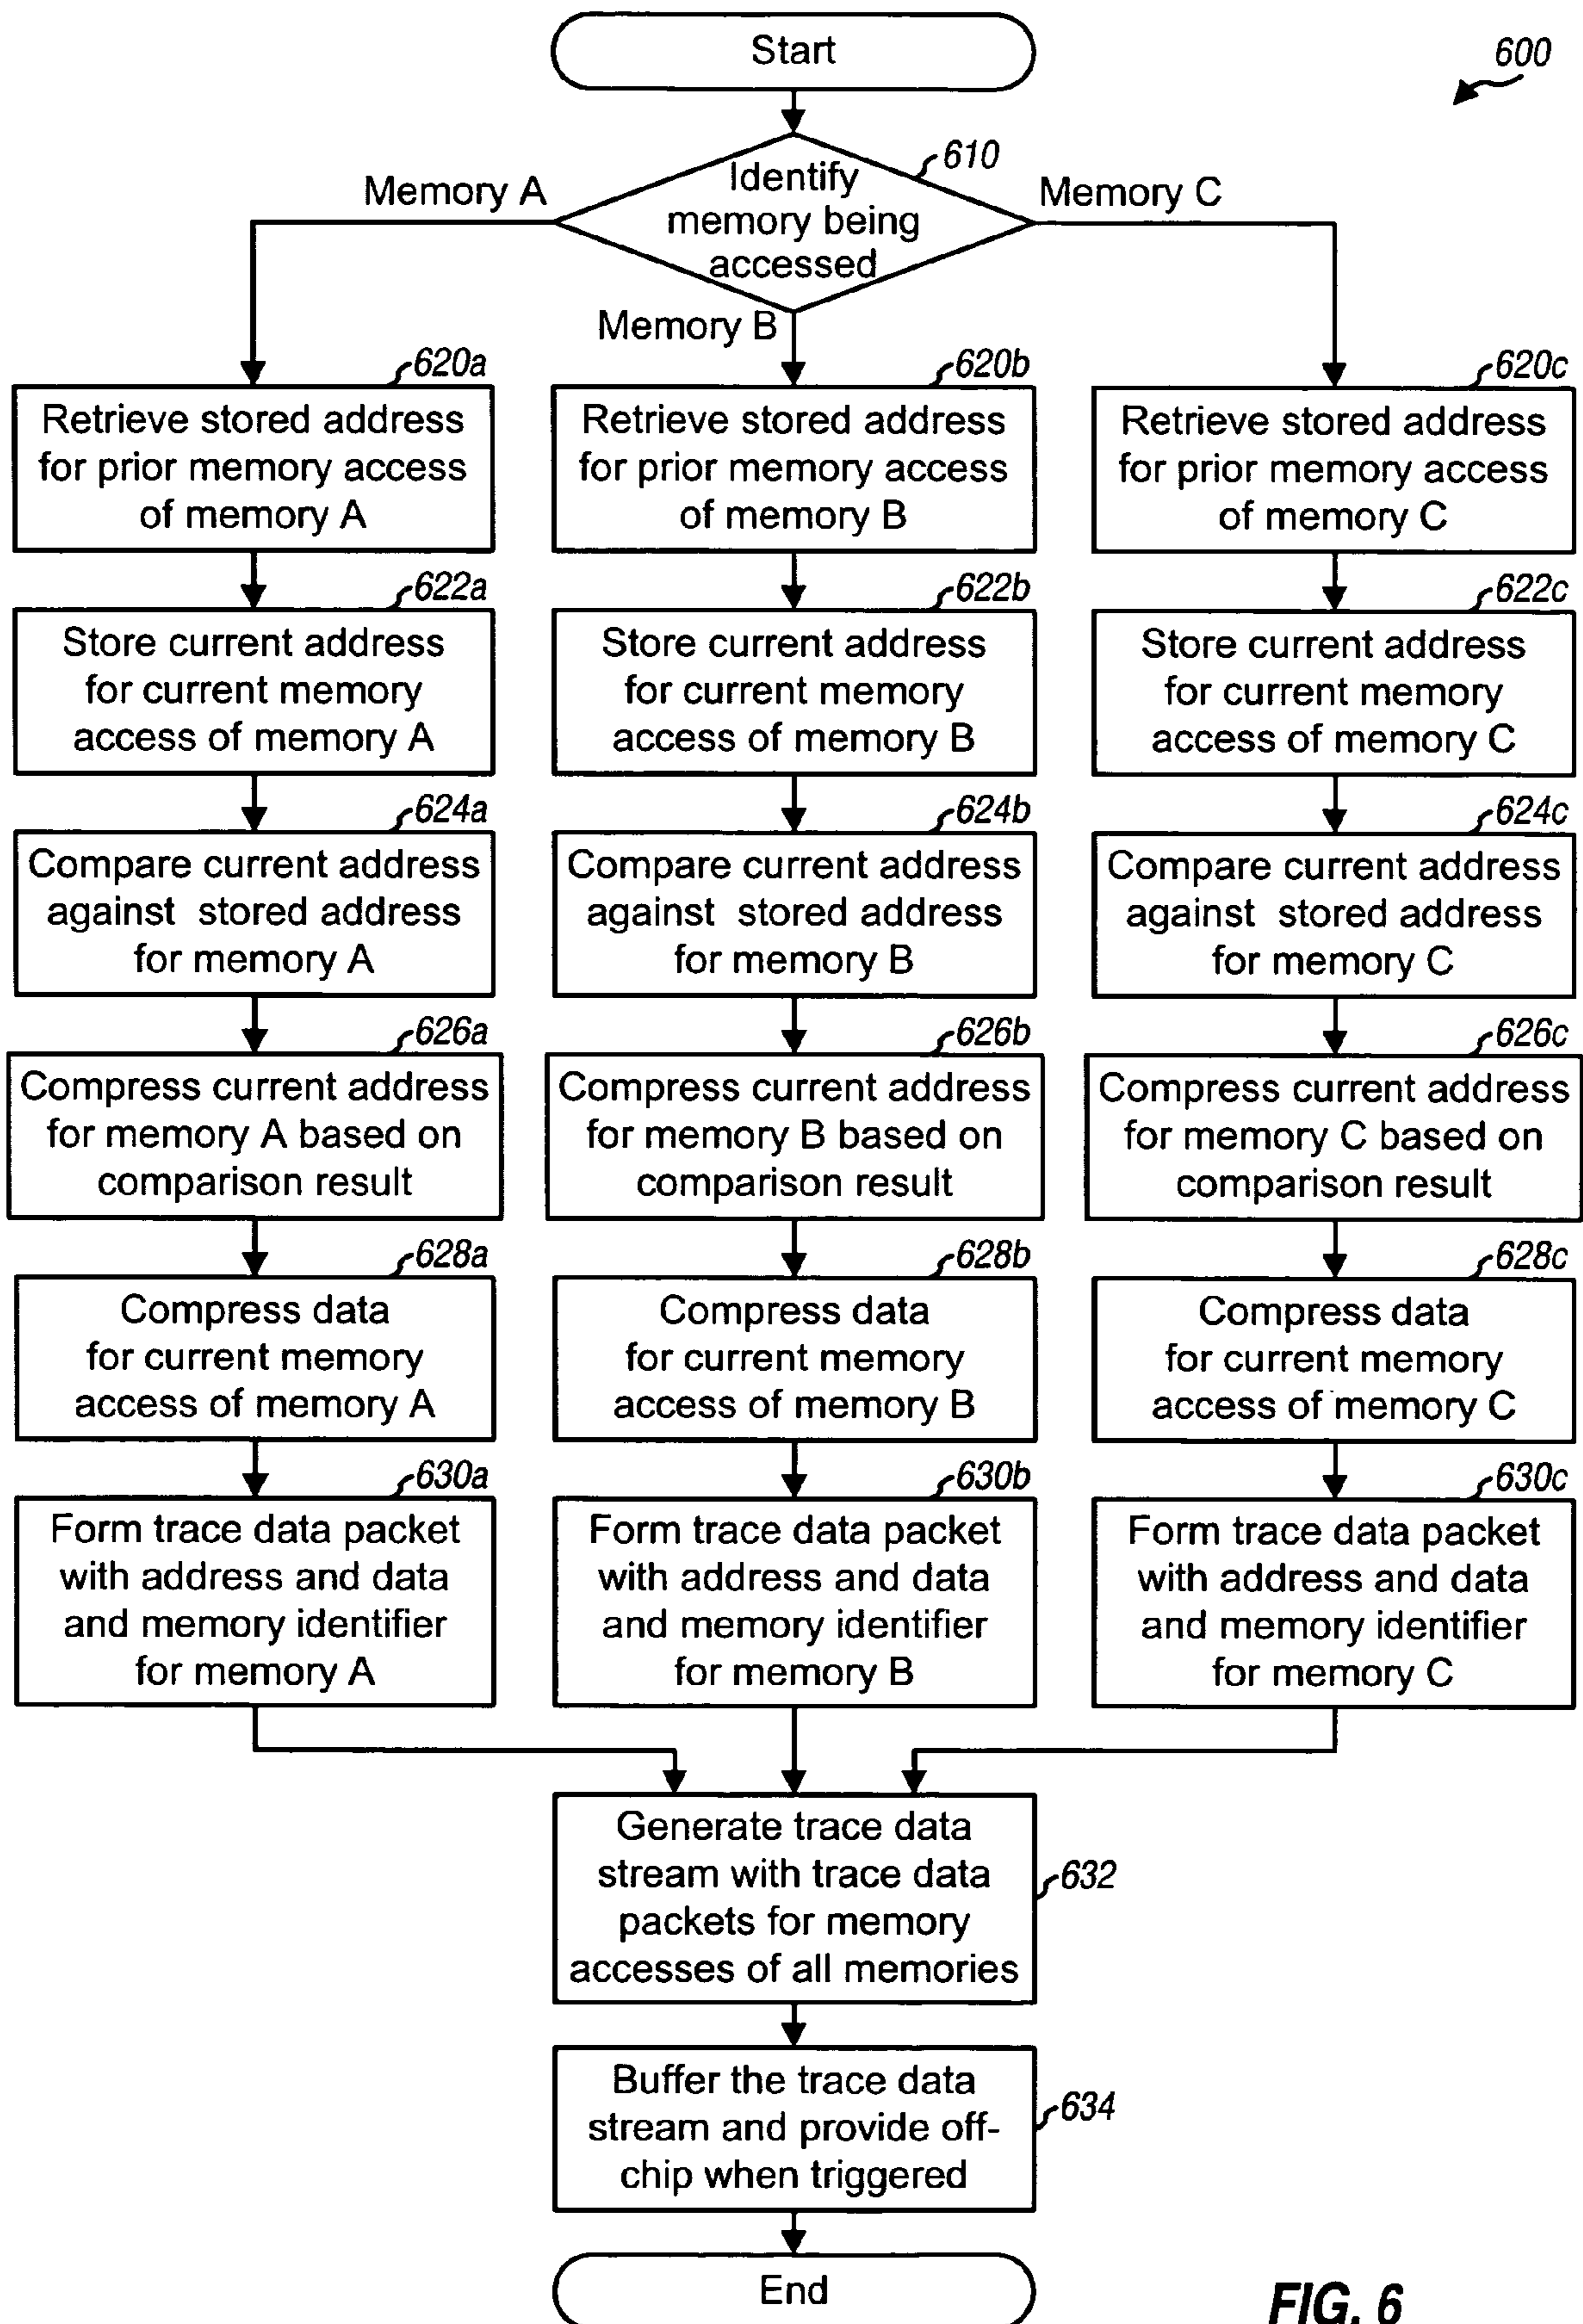 Start
600
610
Identify
memory being
accessed
Memory A
Memory C
Memory B
620a
Retrieve stored address
for prior memory access
of memory A
620b
Retrieve stored address
for prior memory access
of memory B
620c
Retrieve stored address
for prior memory access
of memory C
622a
Store current address
for current memory
access of memory A
622b
Store current address
for current memory
access of memory B
622c
Store current address
for current memory
access of memory C
624a
Compare current address
against stored address
for memory A
624b
Compare current address
against stored address
for memory B
624c
Compare current address
against stored address
for memory C
626a
Compress current address
for memory A based on
comparison result
626b
Compress current address
for memory B based on
comparison result
626c
Compress current address
for memory C based on
comparison result
628a
Compress data
for current memory
access of memory A
628b
Compress data
for current memory
access of memory B
628c
Compress data
for current memory
access of memory C
630a
Form trace data packet
with address and data
and memory identifier
for memory A
630b
Form trace data packet
with address and data
and memory identifier
for memory B
630c
Form trace data packet
with address and data
and memory identifier
for memory C
Generate trace data
stream with trace data
packets for memory
accesses of all memories
632
Buffer the trace data
stream and provide off-
chip when triggered
634
End
FIG. 6